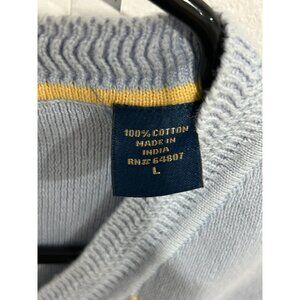 100% COTTON
MADE IN
INDIA
RN# 64807
L